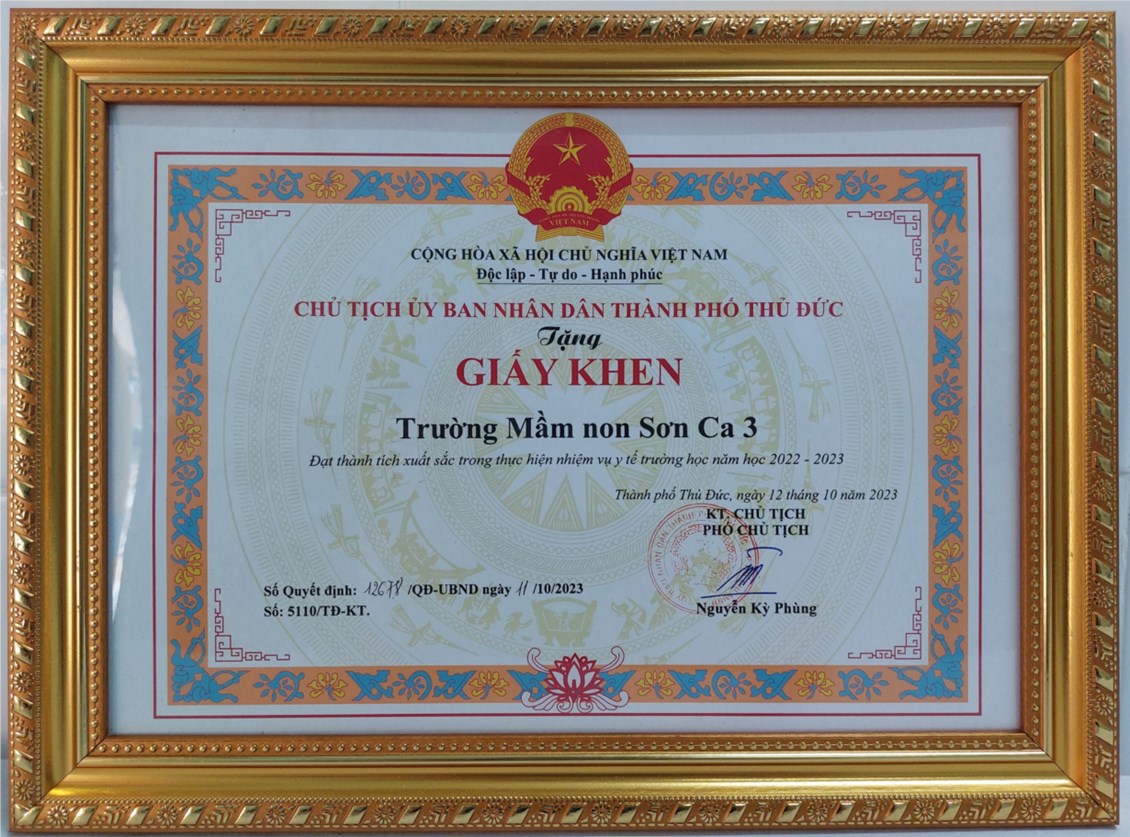 VIỆT NAM
CỘNG HÒA XÃ HỘI CHỦ NGHĨA VIỆT NAM
Độc lập - Tự do - Hạnh phúc
CHỦ TỊCH ỦY BAN NHÂN DÂN THÀNH PHỐ THỦ ĐỨC
Tặng
GIẤY KHEN
Trường Mầm non Sơn Ca 3
Đạt thành tích xuất sắc trong thực hiện nhiệm vụ y tế trường học năm học 2022 - 2023
Thành phố Thủ Đức, ngày 12 tháng 10 năm 2023
KT. CHỦ TỊCH
PHÓ CHỦ TỊCH
Số Quyết định: 12678 /QĐ-UBND ngày 11 /10/2023
Số: 5110/TĐ-KT.
Nguyễn Kỳ Phùng